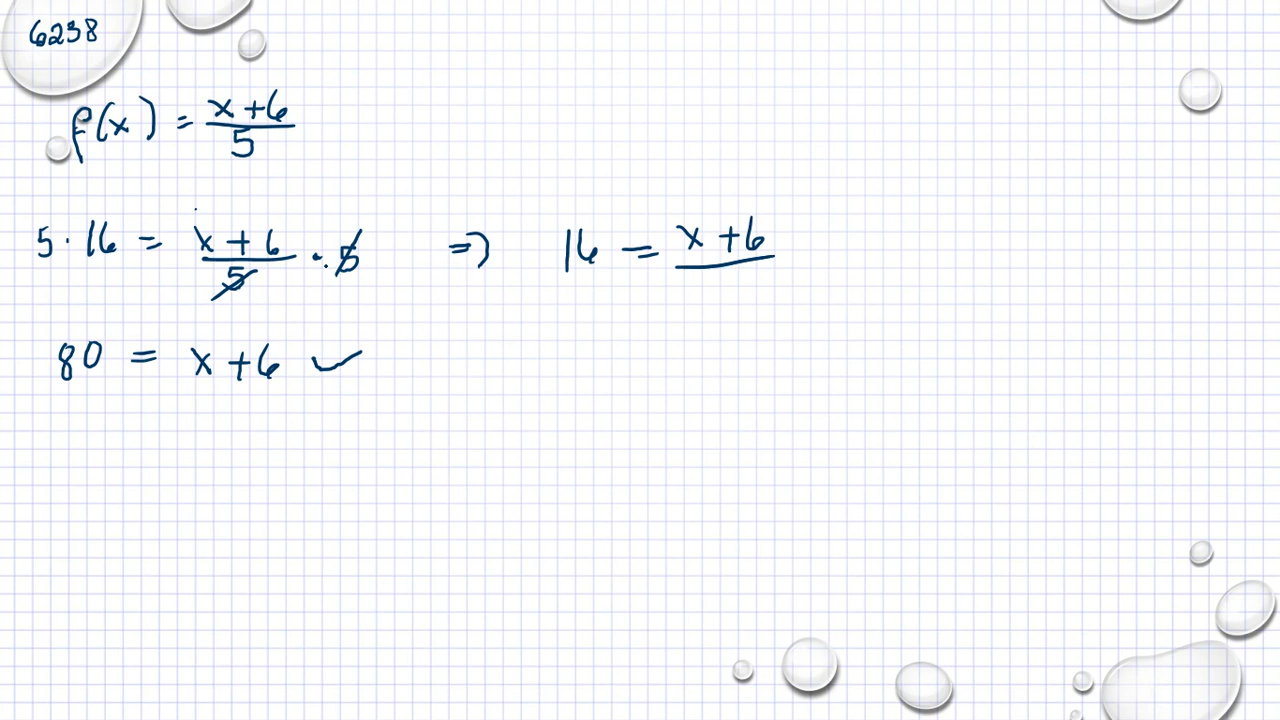 6238
f(x) = x+6/5
5 · 16 = x+6/5 · 5 => 16 = x+6/
80 = x+6 ✓